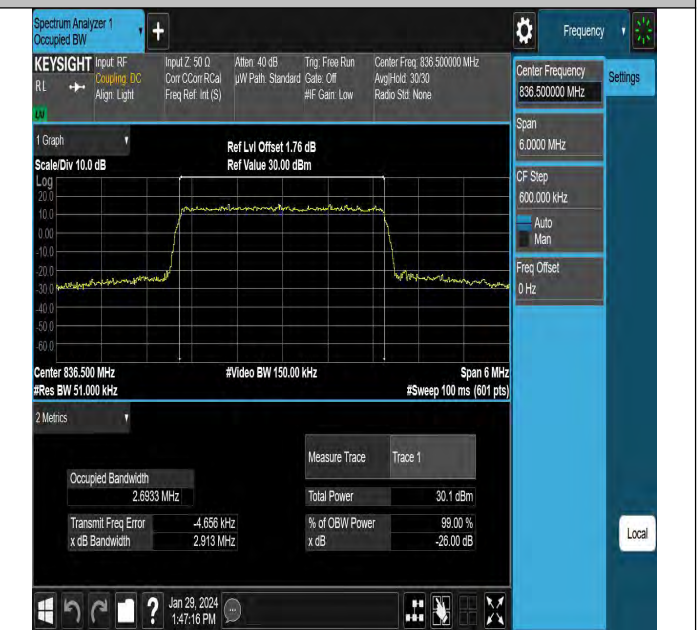 Spectrum Analyzer 1
Occupied BW
Frequency
KEYSIGHT
RL
Input: RF
Coupling: DC
Align: Light
Input Z: 50 Ω
Corr CCorr RCal
Freq Ref: Int (S)
Atten: 40 dB
µW Path: Standard
Trig: Free Run
Gate: Off
#IF Gain: Low
Center Freq: 836.500000 MHz
Avg|Hold: 30/30
Radio Std: None
Center Frequency
836.500000 MHz
Settings
Span
6.0000 MHz
CF Step
600.000 kHz
Auto
Man
Freq Offset
0 Hz
1 Graph
Scale/Div 10.0 dB
Ref Lvl Offset 1.76 dB
Ref Value 30.00 dBm
Log
20.0
10.0
0.00
-10.0
-20.0
-30.0
-40.0
-50.0
-60.0
Center 836.500 MHz
#Res BW 51.000 kHz
#Video BW 150.00 kHz
Span 6 MHz
#Sweep 100 ms (601 pts)
2 Metrics
Measure Trace
Trace 1
Occupied Bandwidth
2.6933 MHz
Total Power
30.1 dBm
Transmit Freq Error
-4.656 kHz
% of OBW Power
99.00 %
x dB Bandwidth
2.913 MHz
x dB
-26.00 dB
Local
?
Jan 29, 2024
1:47:16 PM